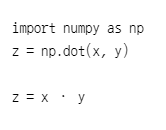 import numpy as np
z = np.dot(x, y)
z = x · y